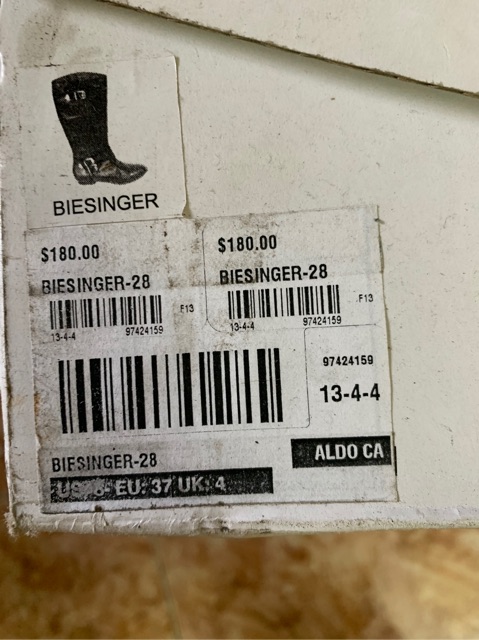 BIESINGER
$180.00
BIESINGER-28
F13
13-4-4 97424159
$180.00
BIESINGER-28
F13
13-4-4 97424159
97424159
13-4-4
BIESINGER-28
ALDO CA
EU: 37 UK: 4